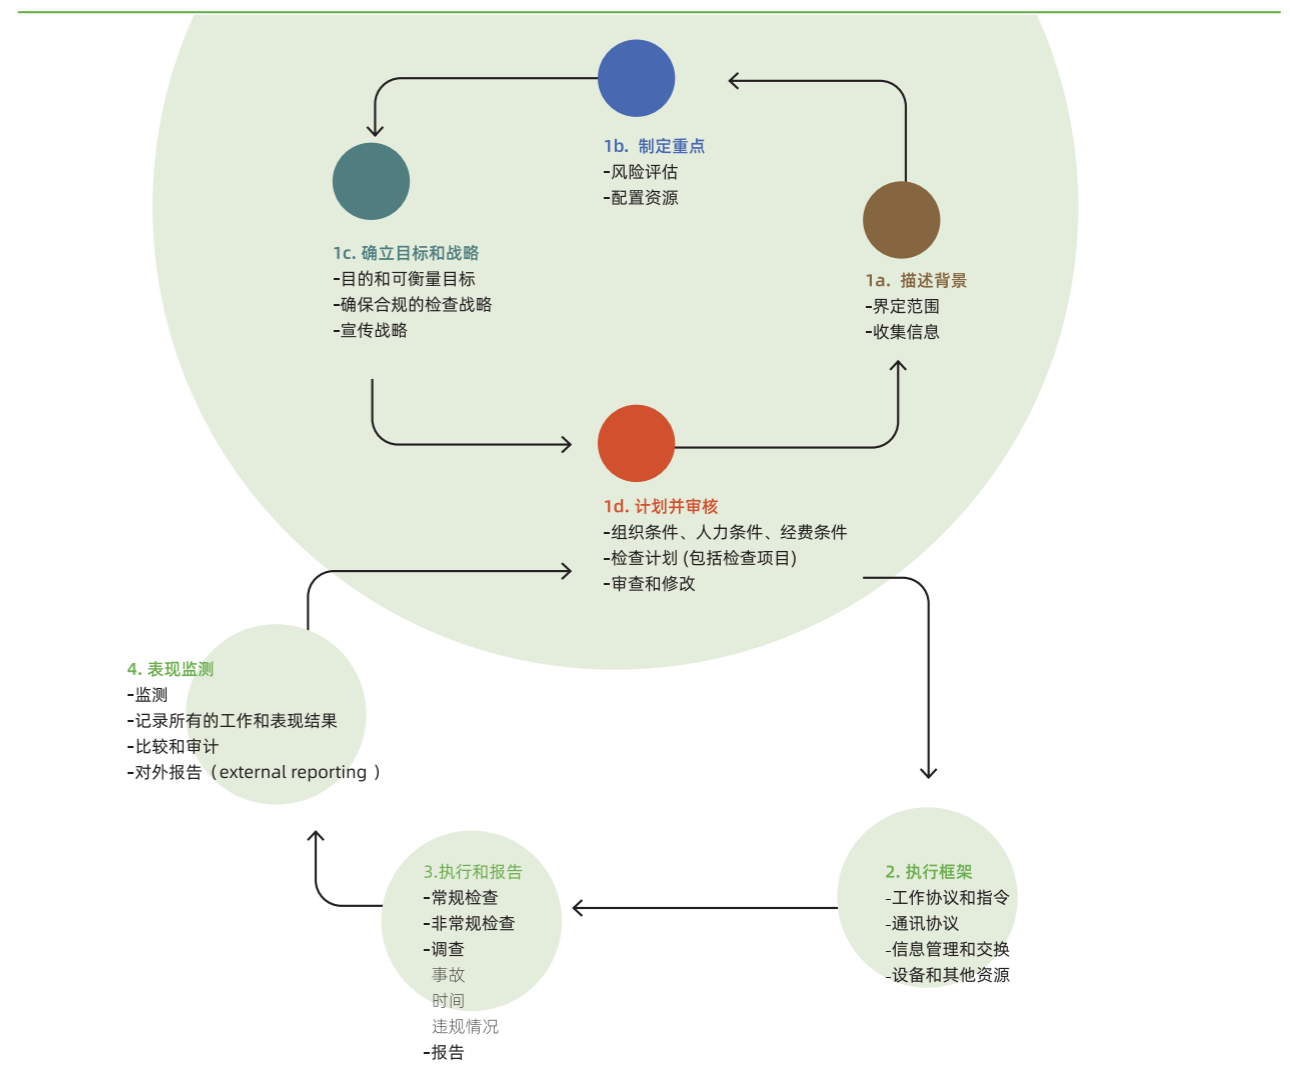 1b. 制定重点
-风险评估
-配置资源
1c. 确立目标和战略
-目的和可衡量目标
-确保合规的检查战略
-宣传战略
1a. 描述背景
-界定范围
-收集信息
1d. 计划并审核
-组织条件、人力条件、经费条件
-检查计划 (包括检查项目)
-审查和修改
4. 表现监测
-监测
-记录所有的工作和表现结果
-比较和审计
-对外报告（external reporting ）
3.执行和报告
-常规检查
-非常规检查
-调查
事故
时间
违规情况
-报告
2. 执行框架
-工作协议和指令
-通讯协议
-信息管理和交换
-设备和其他资源